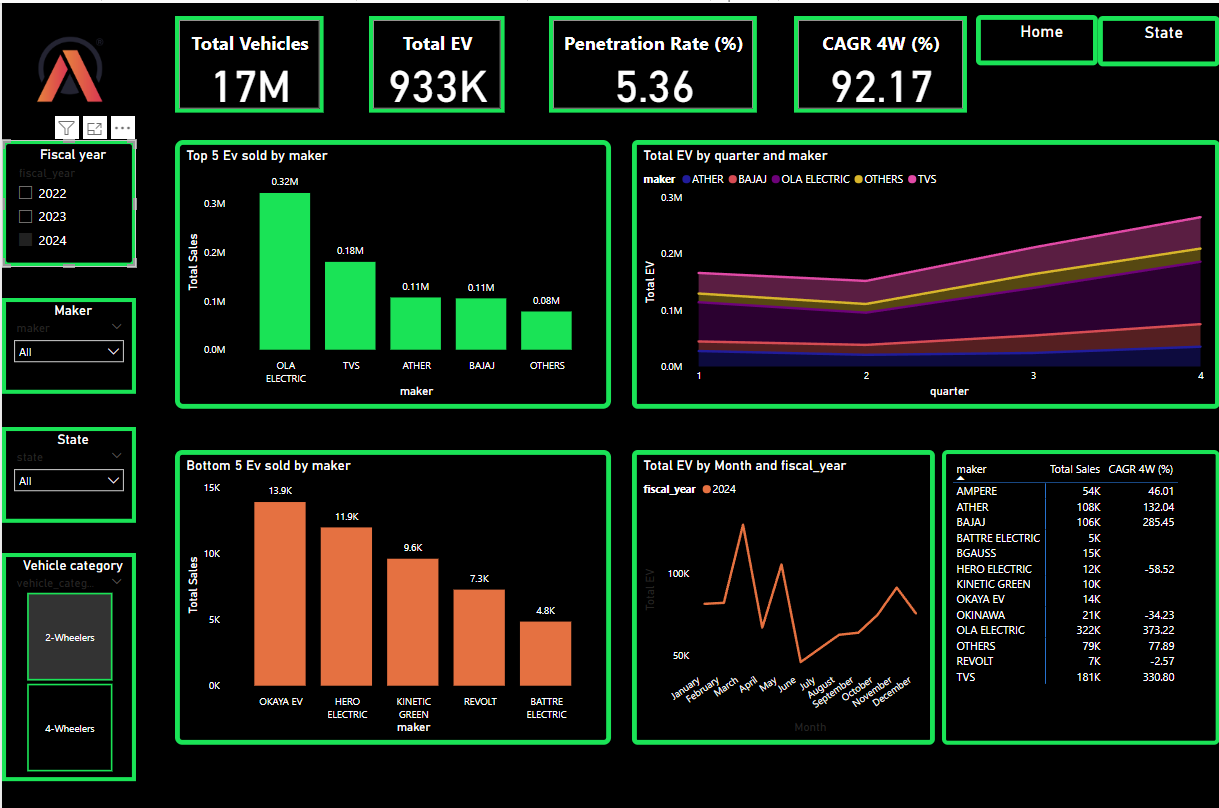 Total Vehicles
17M
Total EV
933K
Penetration Rate (%)
5.36
CAGR 4W (%)
92.17
Home
State
Fiscal year
fiscal_year
2022
2023
2024
Maker
maker
All
State
state
All
Vehicle category
vehicle_categ...
2-Wheelers
4-Wheelers
Top 5 Ev sold by maker
Total Sales
0.3M
0.2M
0.1M
0.0M
0.32M
0.18M
0.11M
0.11M
0.08M
OLA
ELECTRIC
TVS
ATHER
BAJAJ
OTHERS
maker
Total EV by quarter and maker
maker ATHER BAJAJ OLA ELECTRIC OTHERS TVS
Total EV
0.3M
0.2M
0.1M
0.0M
1 2 3 4
quarter
Bottom 5 Ev sold by maker
Total Sales
15K
10K
5K
0K
13.9K
11.9K
9.6K
7.3K
4.8K
OKAYA EV
HERO
ELECTRIC
KINETIC
GREEN
REVOLT
BATTRE
ELECTRIC
maker
Total EV by Month and fiscal_year
fiscal_year 2024
Total EV
100K
50K
January
February
March
April
May
June
July
August
September
October
November
December
Month
maker Total Sales CAGR 4W (%)
AMPERE 54K 46.01
ATHER 108K 132.04
BAJAJ 106K 285.45
BATTRE ELECTRIC 5K
BGAUSS 15K
HERO ELECTRIC 12K -58.52
KINETIC GREEN 10K
OKAYA EV 14K
OKINAWA 21K -34.23
OLA ELECTRIC 322K 373.22
OTHERS 79K 77.89
REVOLT 7K -2.57
TVS 181K 330.80